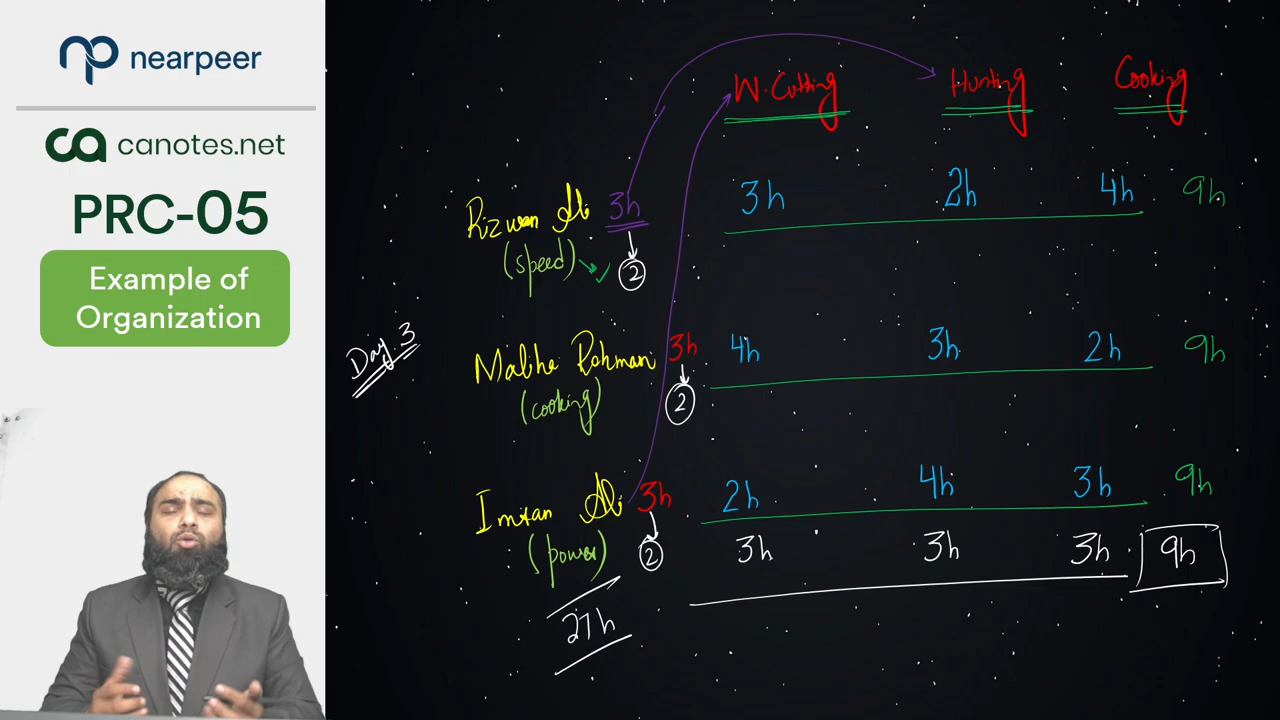 nearpeer
canotes.net
PRC-05
Example of
Organization
W. Cutting Hunting Cooking
Rizwan Ali 3h 3h 2h 4h 9h
(speed) 2
Day 3
Maliha Rahman 3h 4h 3h 2h 9h
(cooking) 2
Imran Ali 3h 2h 4h 3h 9h
(power) 2 3h 3h 3h 9h
27h